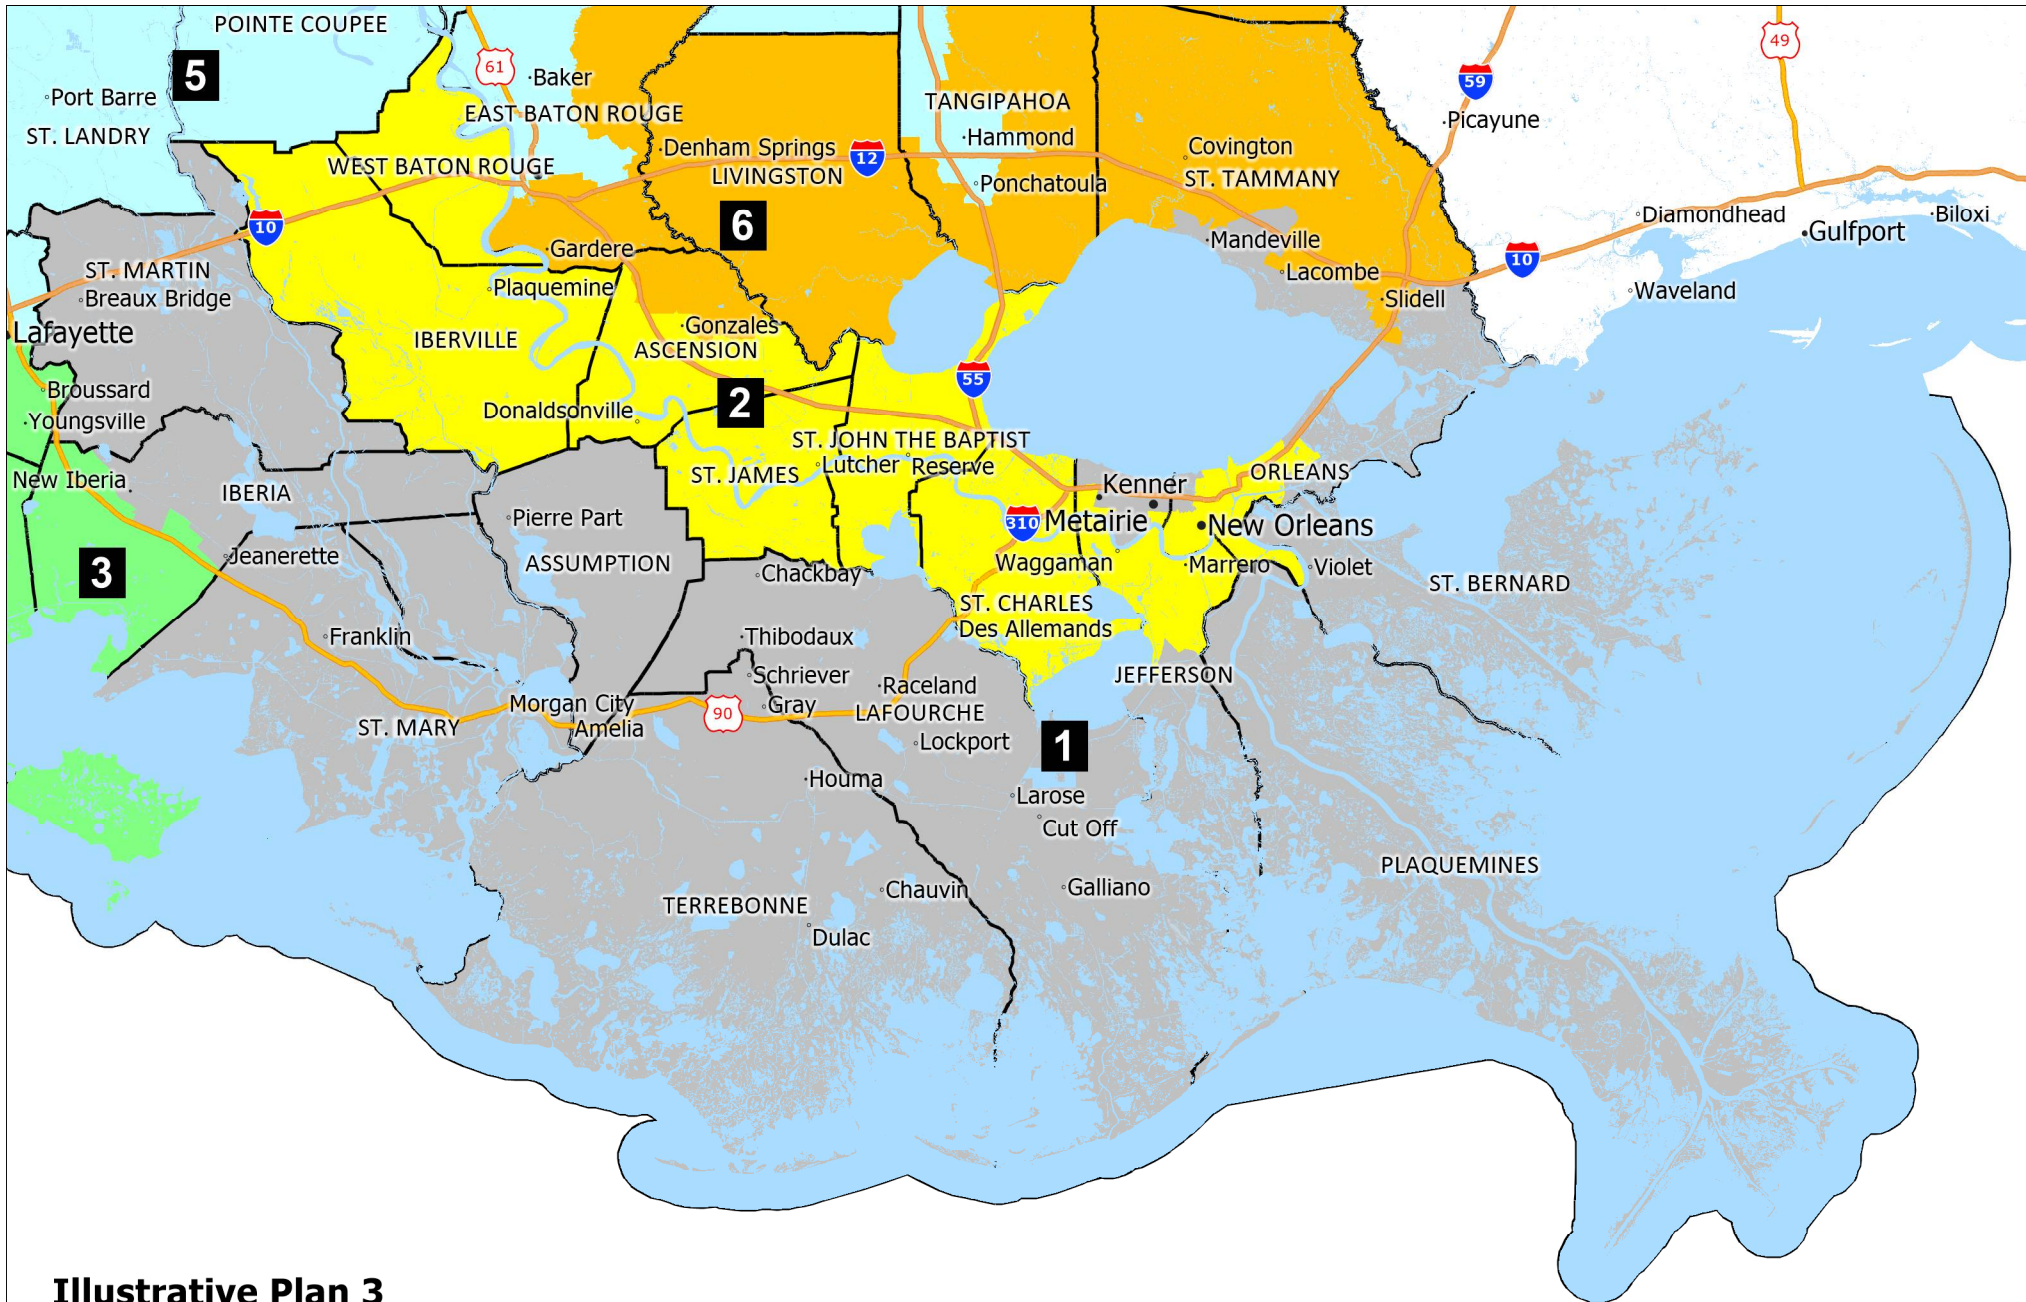 POINTE COUPEE
49
5
61
Baker
59
Port Barre
EAST BATON ROUGE
TANGIPAHOA
Picayune
ST. LANDRY
Hammond
Denham Springs
12
Covington
WEST BATON ROUGE
LIVINGSTON
Ponchatoula
ST. TAMMANY
10
6
Diamondhead
Biloxi
Gulfport
Gardere
Mandeville
10
ST. MARTIN
Lacombe
Breaux Bridge
Plaquemine
Slidell
Waveland
Lafayette
Gonzales
IBERVILLE
ASCENSION
55
Broussard
2
Youngsville
Donaldsonville
ST. JOHN THE BAPTIST
New Iberia
ST. JAMES
Lutcher
Reserve
ORLEANS
IBERIA
Kenner
Pierre Part
310
Metairie
New Orleans
Jeanerette
ASSUMPTION
Waggaman
Marrero
Violet
3
Chackbay
ST. BERNARD
ST. CHARLES
Franklin
Thibodaux
Des Allemands
Schriever
JEFFERSON
Raceland
Morgan City
Gray
90
LAFOURCHE
ST. MARY
Amelia
Lockport
1
Houma
Larose
Cut Off
PLAQUEMINES
Chauvin
Galliano
TERREBONNE
Dulac
Illustrative Plan 3